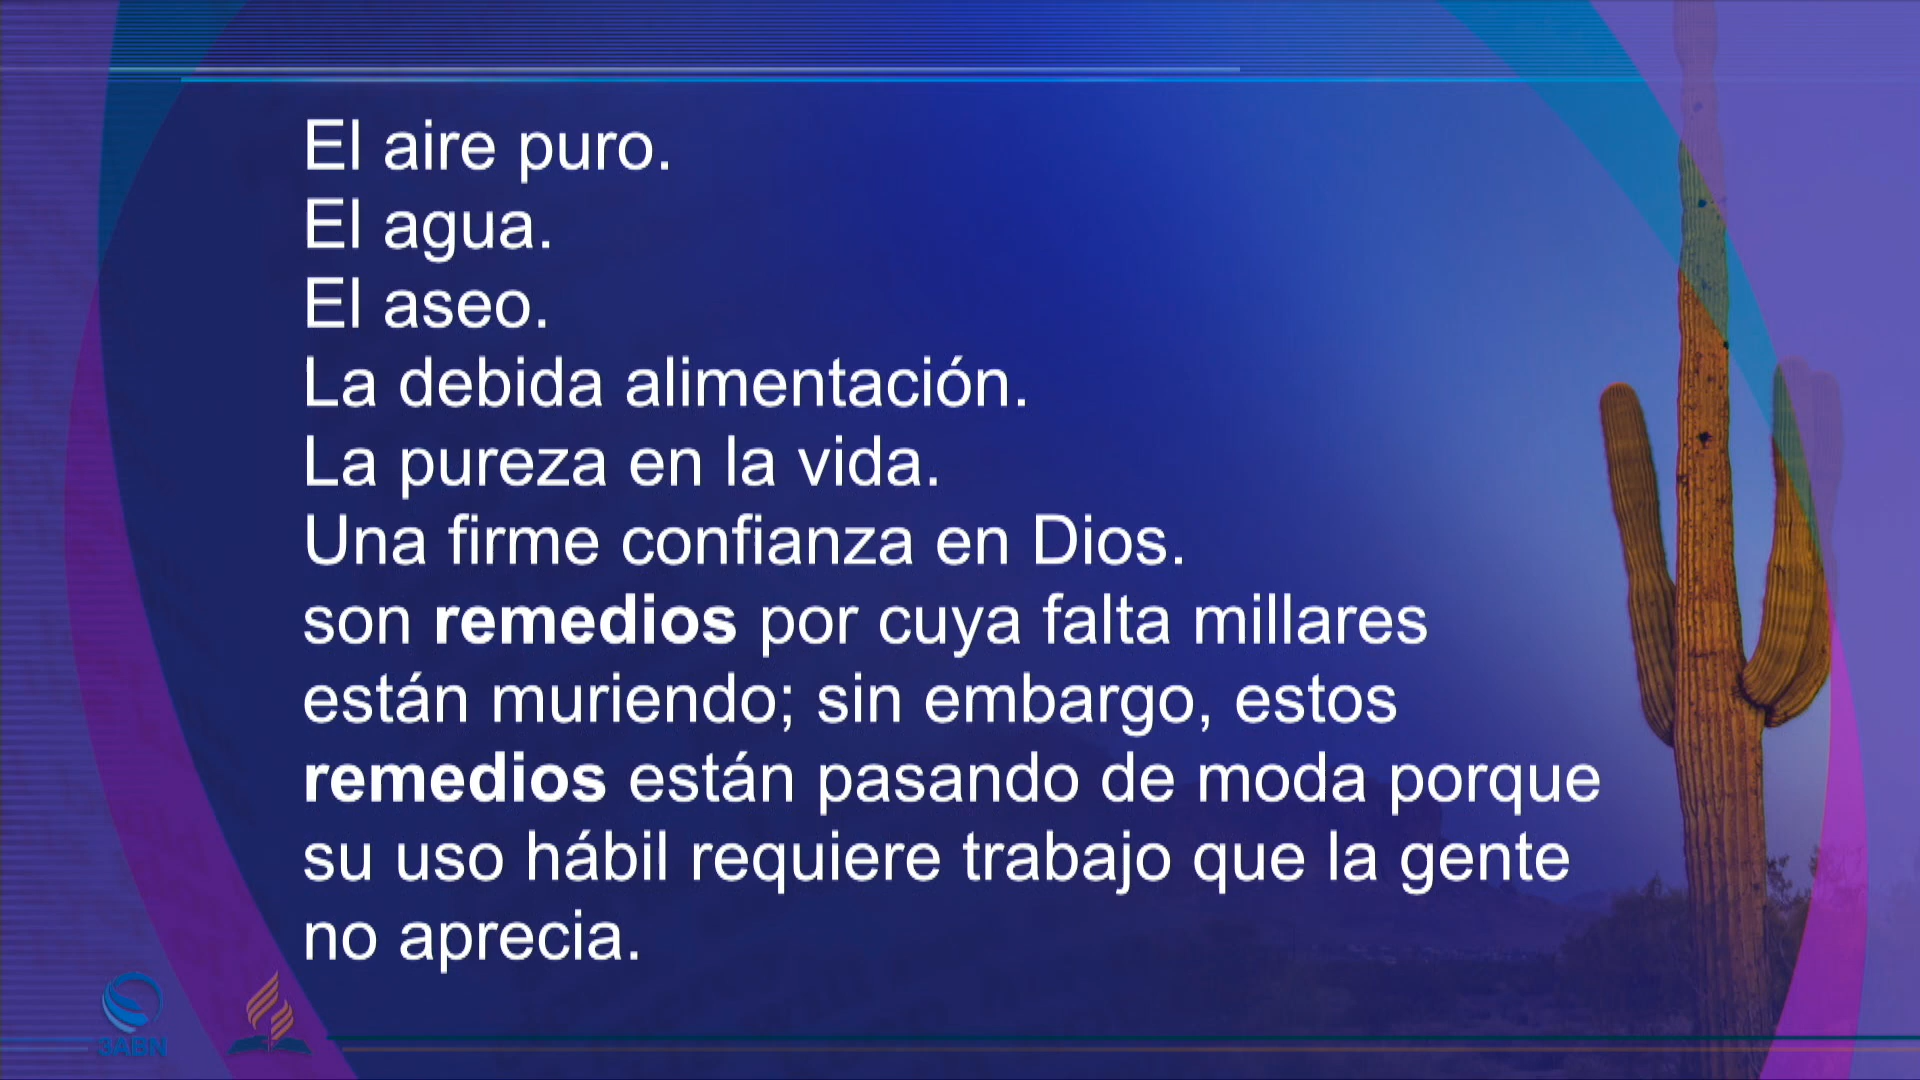 El aire puro.
El agua.
El aseo.
La debida alimentación.
La pureza en la vida.
Una firme confianza en Dios.
son remedios por cuya falta millares
están muriendo; sin embargo, estos
remedios están pasando de moda porque
su uso hábil requiere trabajo que la gente
no aprecia.
3ABN